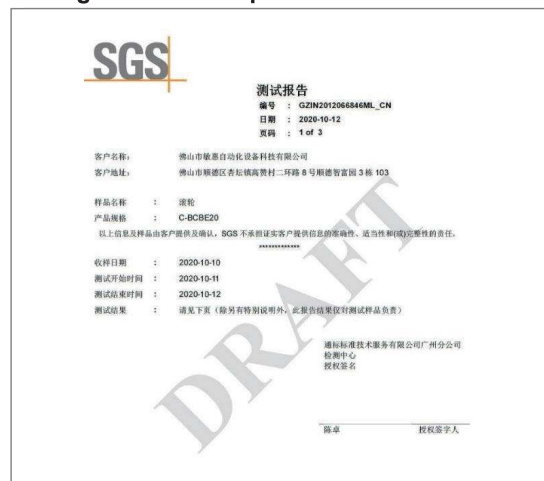 SGS
测试报告
编号 : GZIN2012066846ML_CN
日期 : 2020-10-12
页码 : 1 of 3
客户名称: 佛山市敏惠自动化设备科技有限公司
客户地址: 佛山市顺德区杏坛镇高赞村二环路 8 号顺德智富园 3 栋 103
样品名称 : 滚轮
产品规格 : C-BCBE20
以上信息及样品由客户提供及确认，SGS 不承担证实客户提供信息的准确性、适当性和(或)完整性的责任。
*************
收样日期 : 2020-10-10
测试开始时间 : 2020-10-11
测试结束时间 : 2020-10-12
测试结果 : 请见下页（除另有特别说明外，此报告结果仅对测试样品负责）
DRAFT
通标标准技术服务有限公司广州分公司
检测中心
授权签名
陈卓 授权签字人